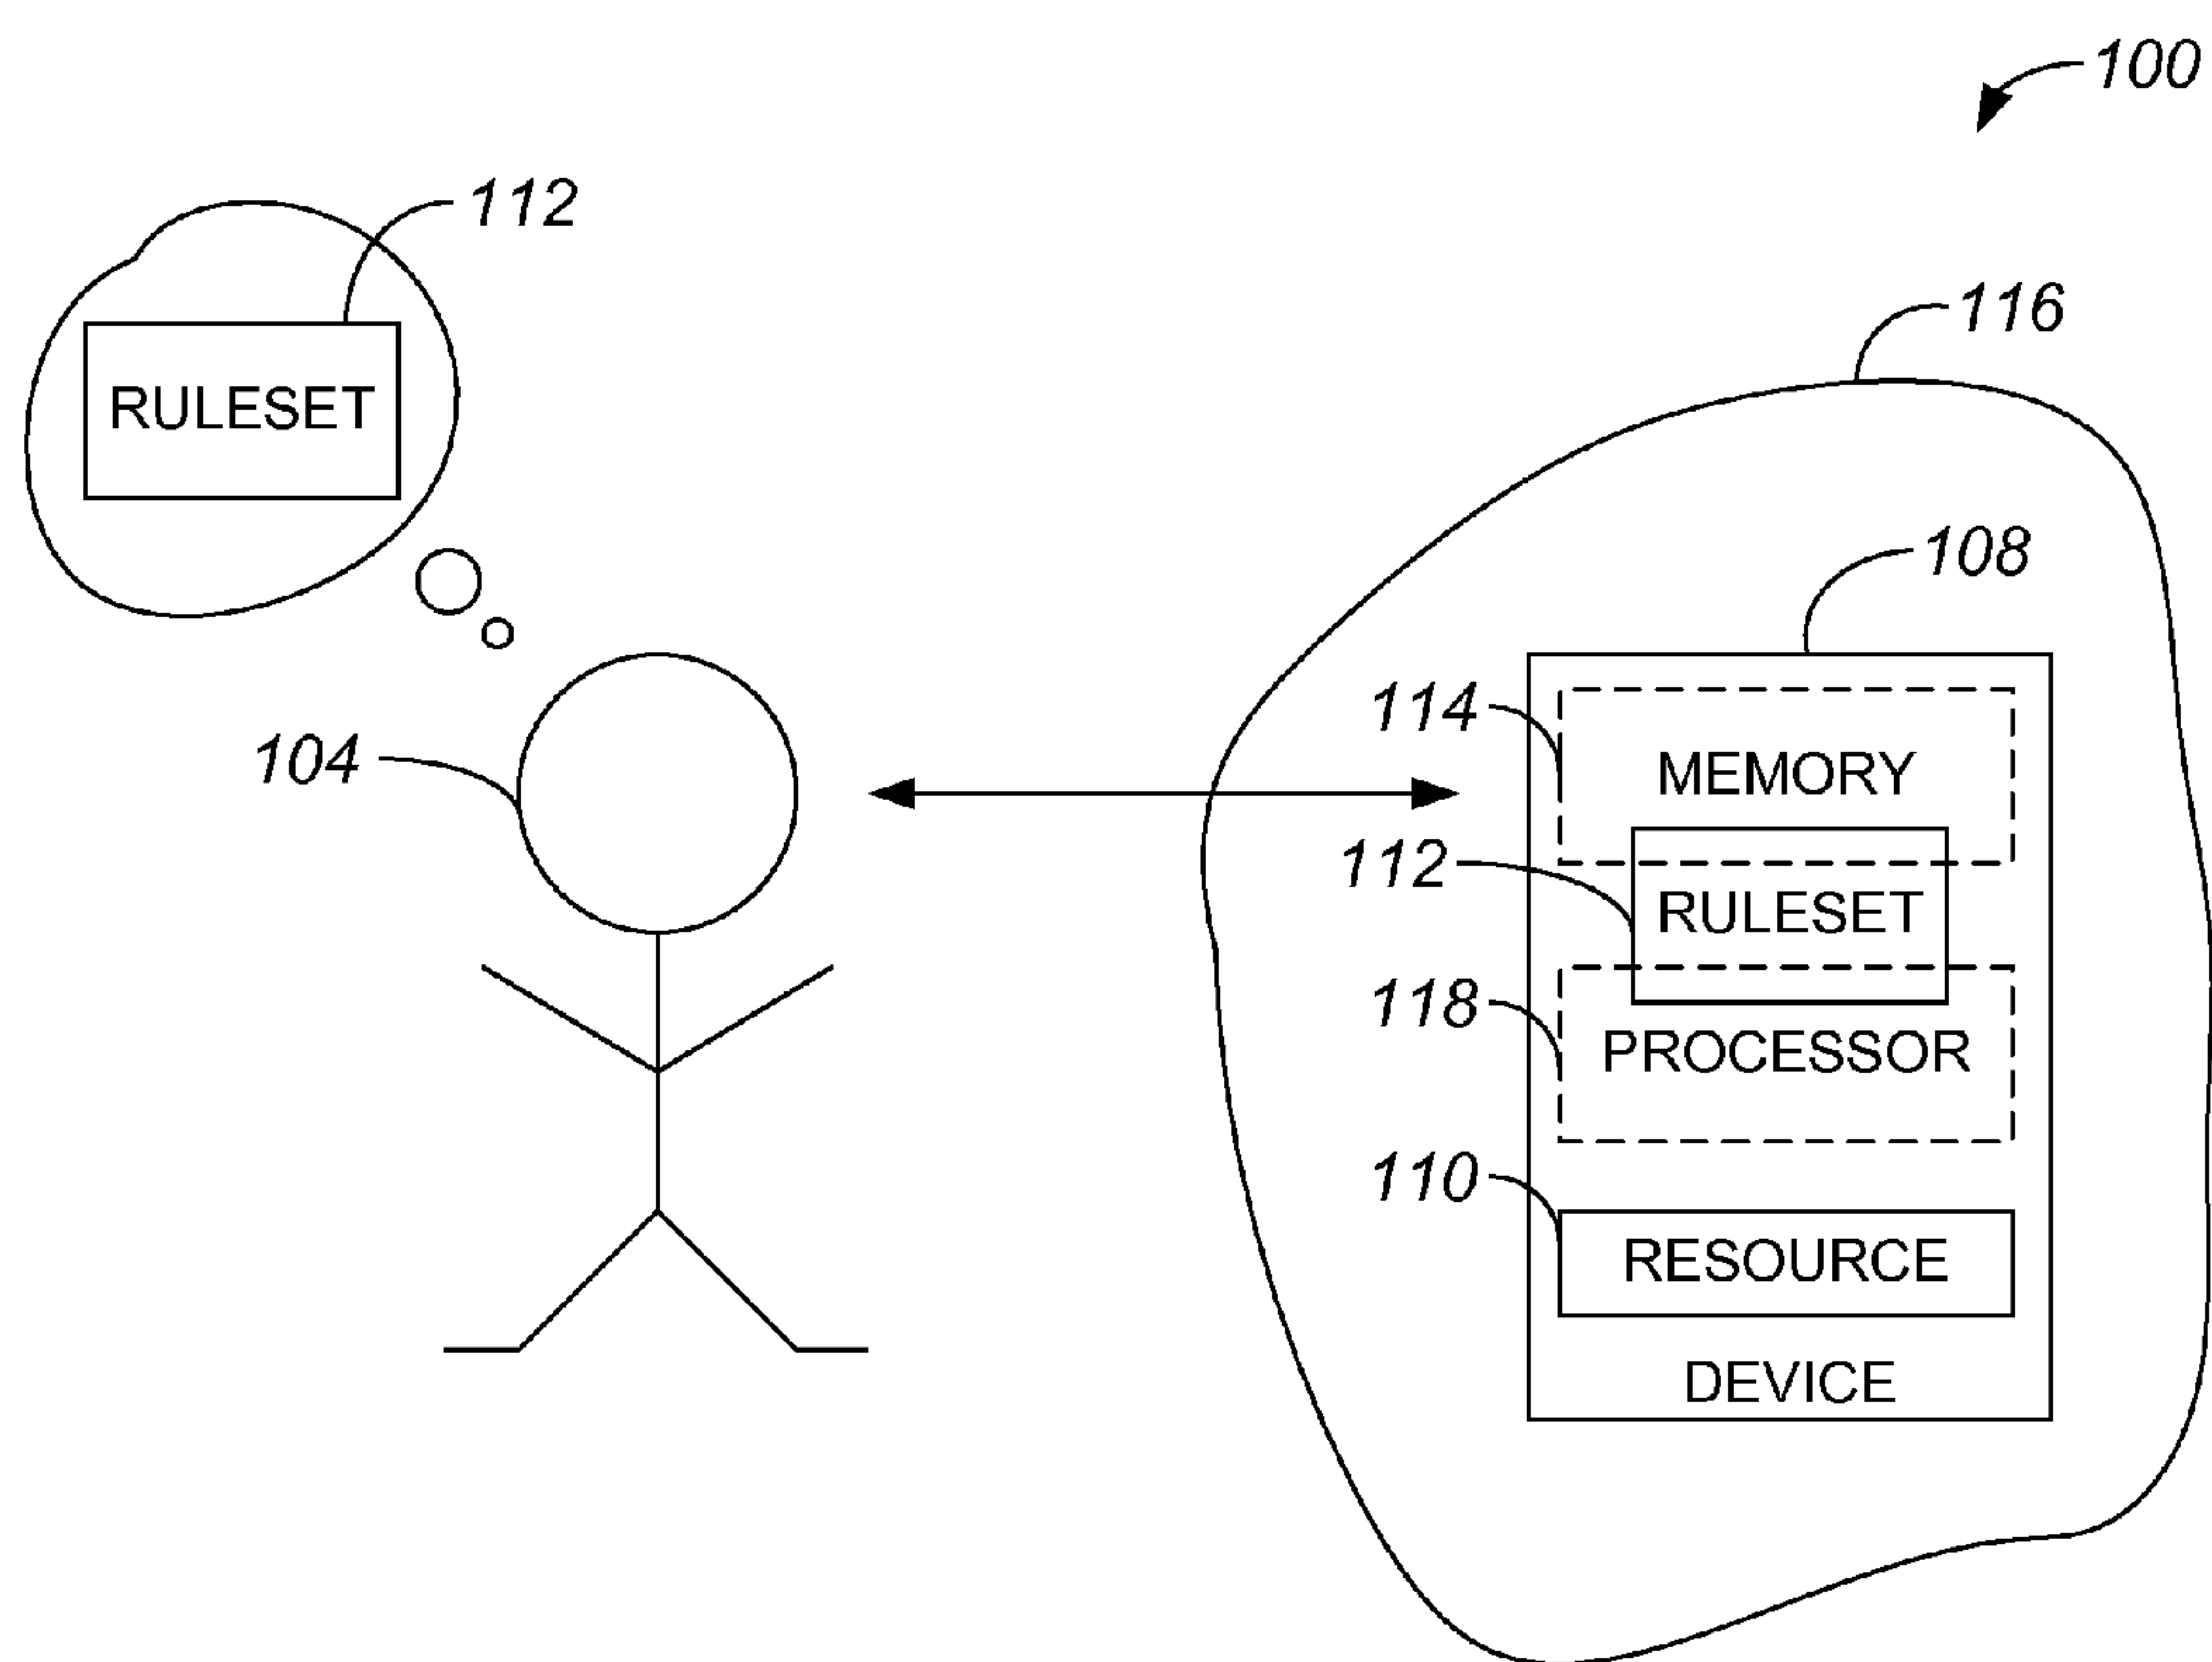 100
112
RULESET
116
108
114
MEMORY
104
112
RULESET
118
PROCESSOR
110
RESOURCE
DEVICE